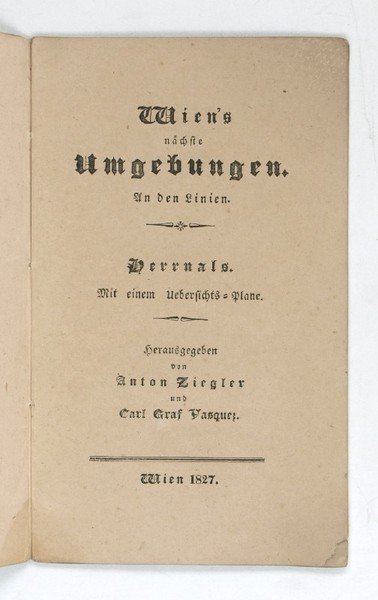 Wien's
nächste
Umgebungen.
An den Linien.
Herrnals.
Mit einem Uebersichts-Plane.
Herausgegeben
von
Anton Ziegler
und
Carl Graf Vasquez.
Wien 1827.